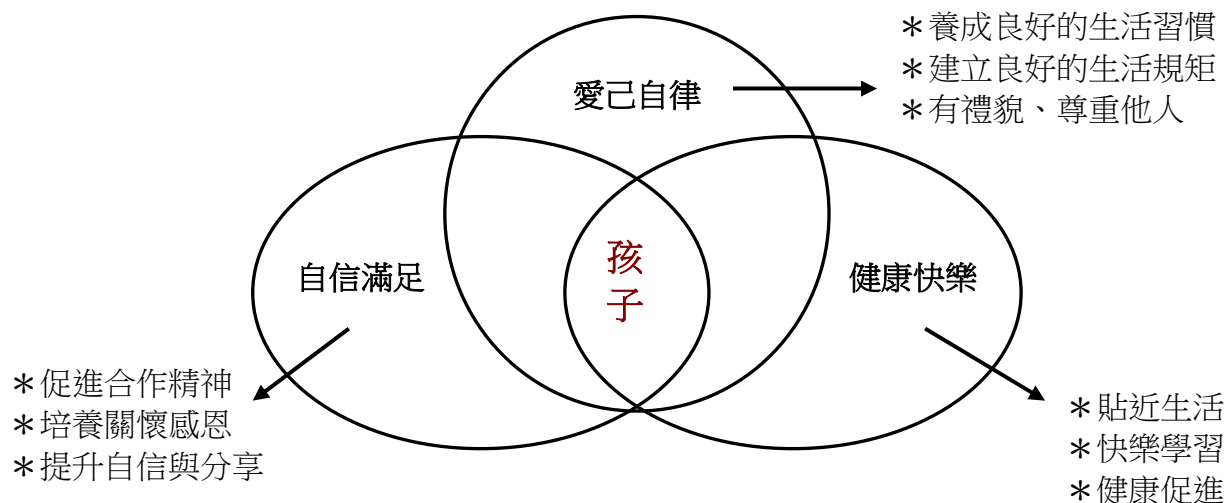 ＊養成良好的生活習慣
＊建立良好的生活規矩
＊有禮貌、尊重他人
愛己自律
自信滿足
孩
子
健康快樂
＊促進合作精神
＊培養關懷感恩
＊提升自信與分享
＊貼近生活
＊快樂學習
＊健康促進